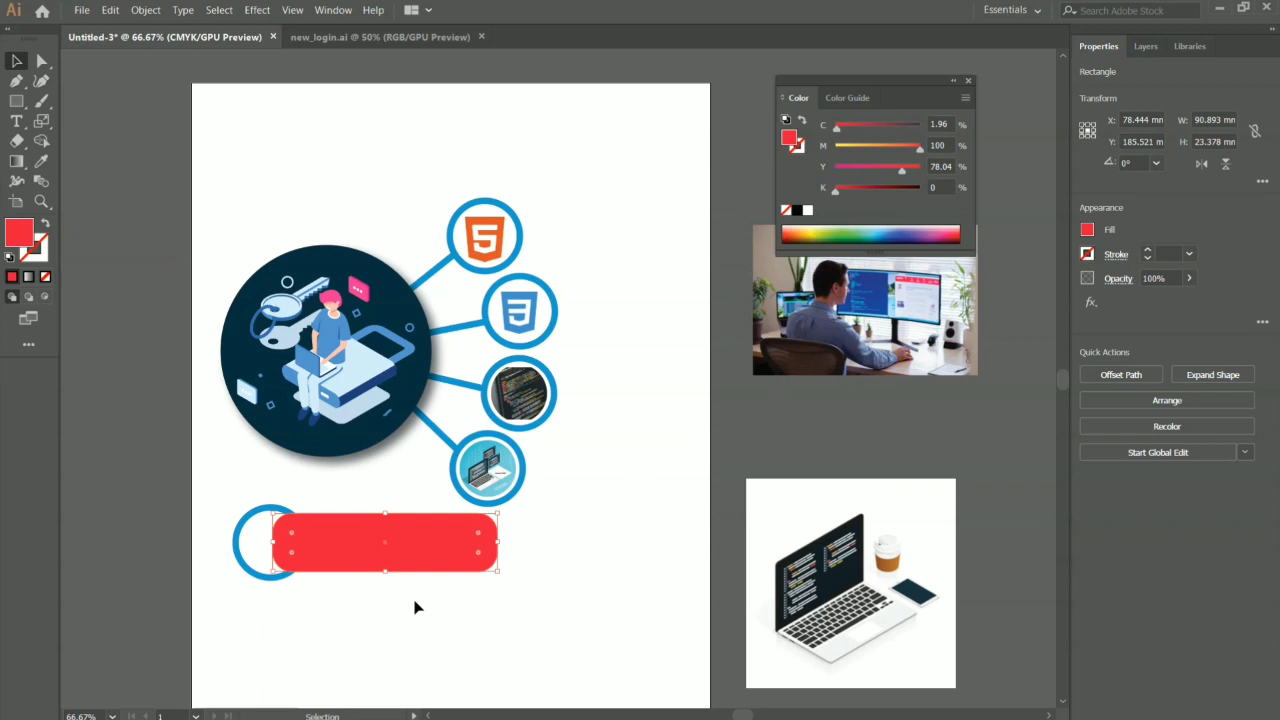 Ai File Edit Object Type Select Effect View Window Help Essentials Search Adobe Stock
Untitled-3* @ 66.67% (CMYK/GPU Preview) new_login.ai @ 50% (RGB/GPU Preview)
Properties Layers Libraries
Rectangle
Transform
X: 78.444 mm W: 90.893 mm
Y: 185.521 m H: 23.378 mm
0°
Appearance
Fill
Stroke
Opacity 100%
fx.
Quick Actions
Offset Path Expand Shape
Arrange
Recolor
Start Global Edit
Color Color Guide
C 1.96 %
M 100 %
Y 78.04 %
K 0 %
5
3
66.67% 1 Selection